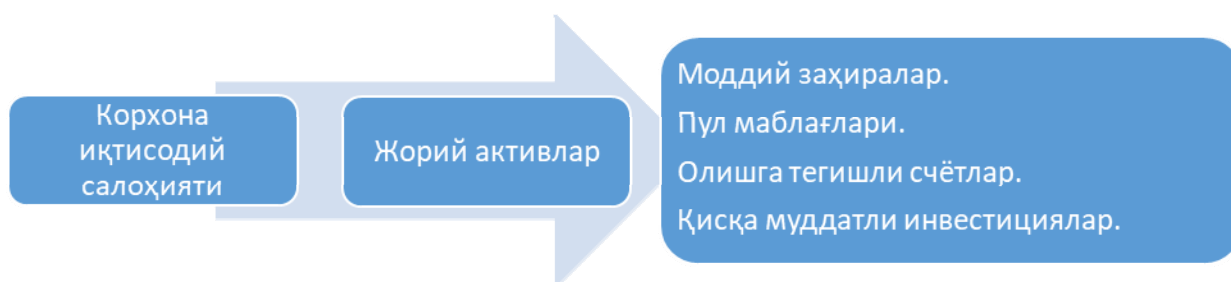 Корхона
иқтисодий
салоҳияти
Жорий активлар
Моддий заҳиралар.
Пул маблағлари.
Олишга тегишли счётлар.
Қисқа муддатли инвестициялар.